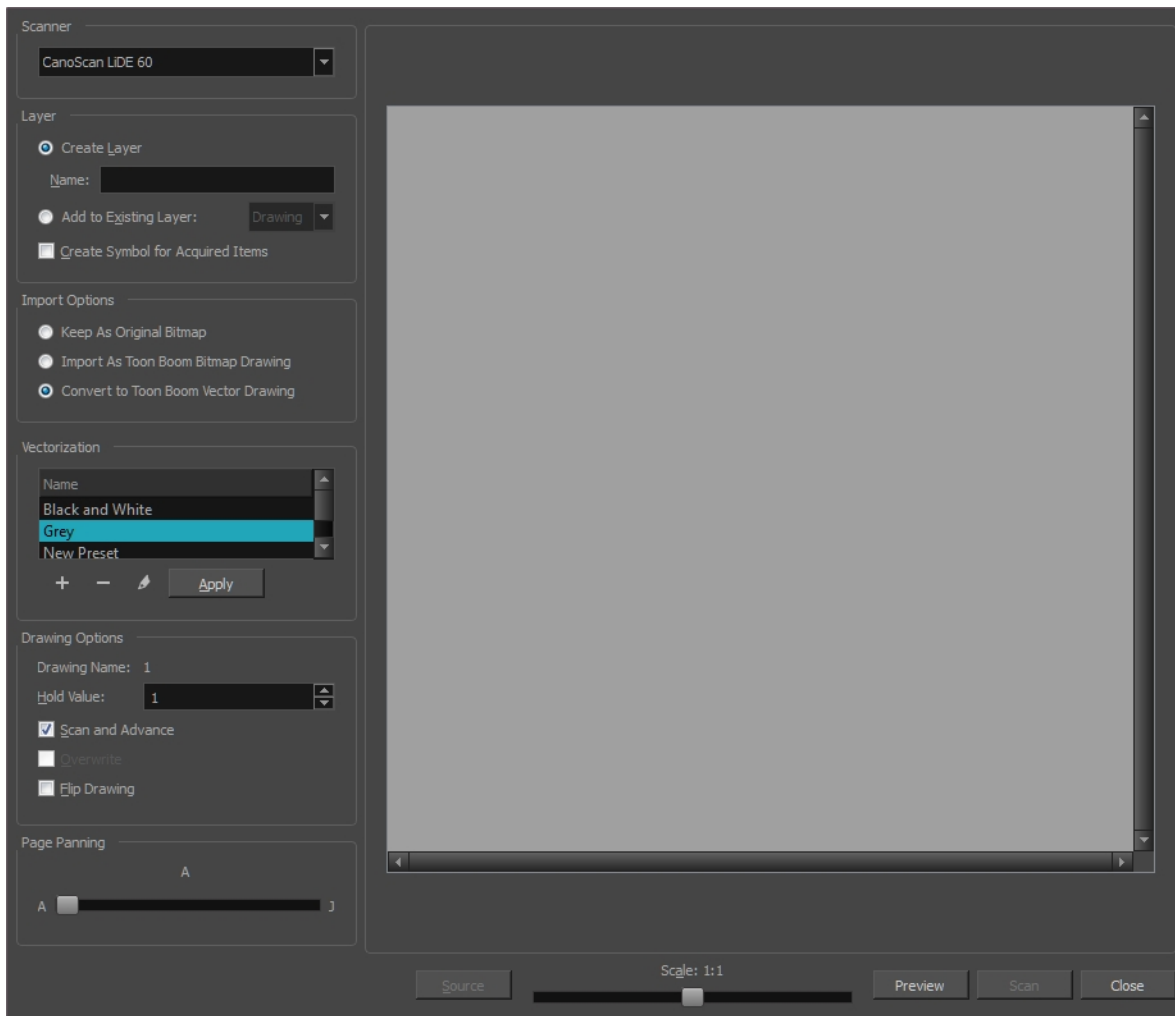 Scanner
CanoScan LiDE 60
Layer
Create Layer
Name:
Add to Existing Layer: Drawing
Create Symbol for Acquired Items
Import Options
Keep As Original Bitmap
Import As Toon Boom Bitmap Drawing
Convert to Toon Boom Vector Drawing
Vectorization
Name
Black and White
Grey
New Preset
Apply
Drawing Options
Drawing Name: 1
Hold Value: 1
Scan and Advance
Overwrite
Flip Drawing
Page Panning
A
A J
Scale: 1:1
Source Preview Scan Close